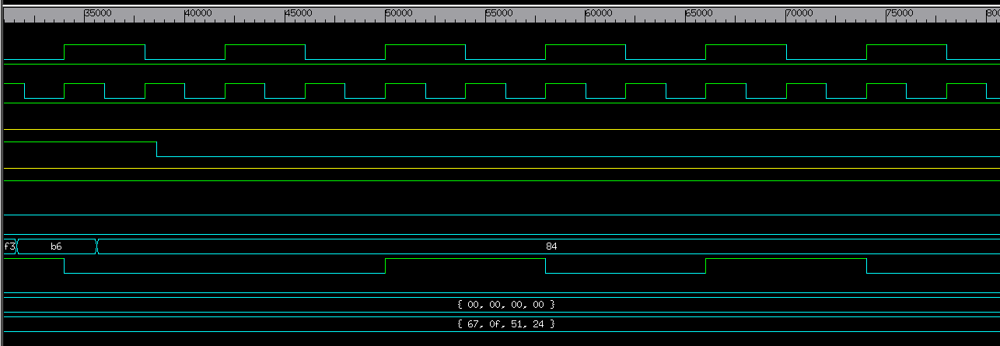 35000 40000 45000 50000 55000 60000 65000 70000 75000 800
f3 b6 84
{ 00, 00, 00, 00 }
{ 67, 0f, 51, 24 }